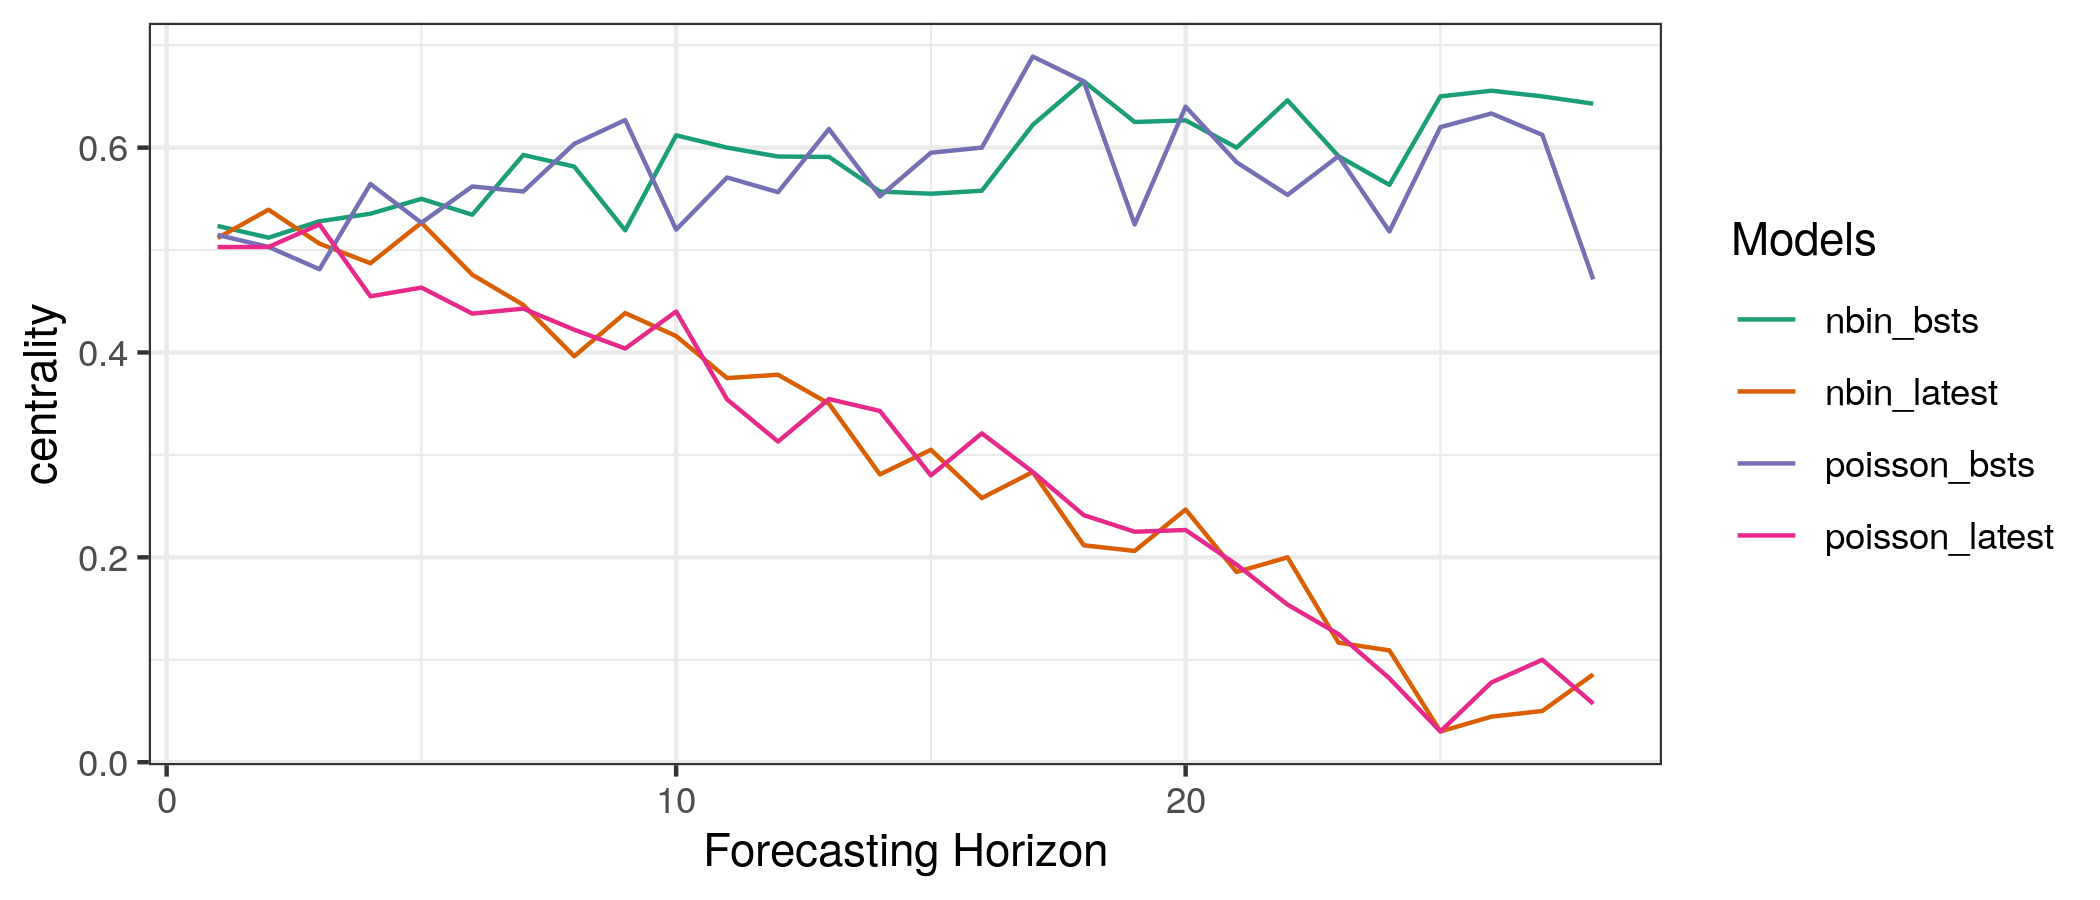 0.6
0.4
0.2
0.0
centrality
0
10
20
Forecasting Horizon
Models
nbin_bsts
nbin_latest
poisson_bsts
poisson_latest